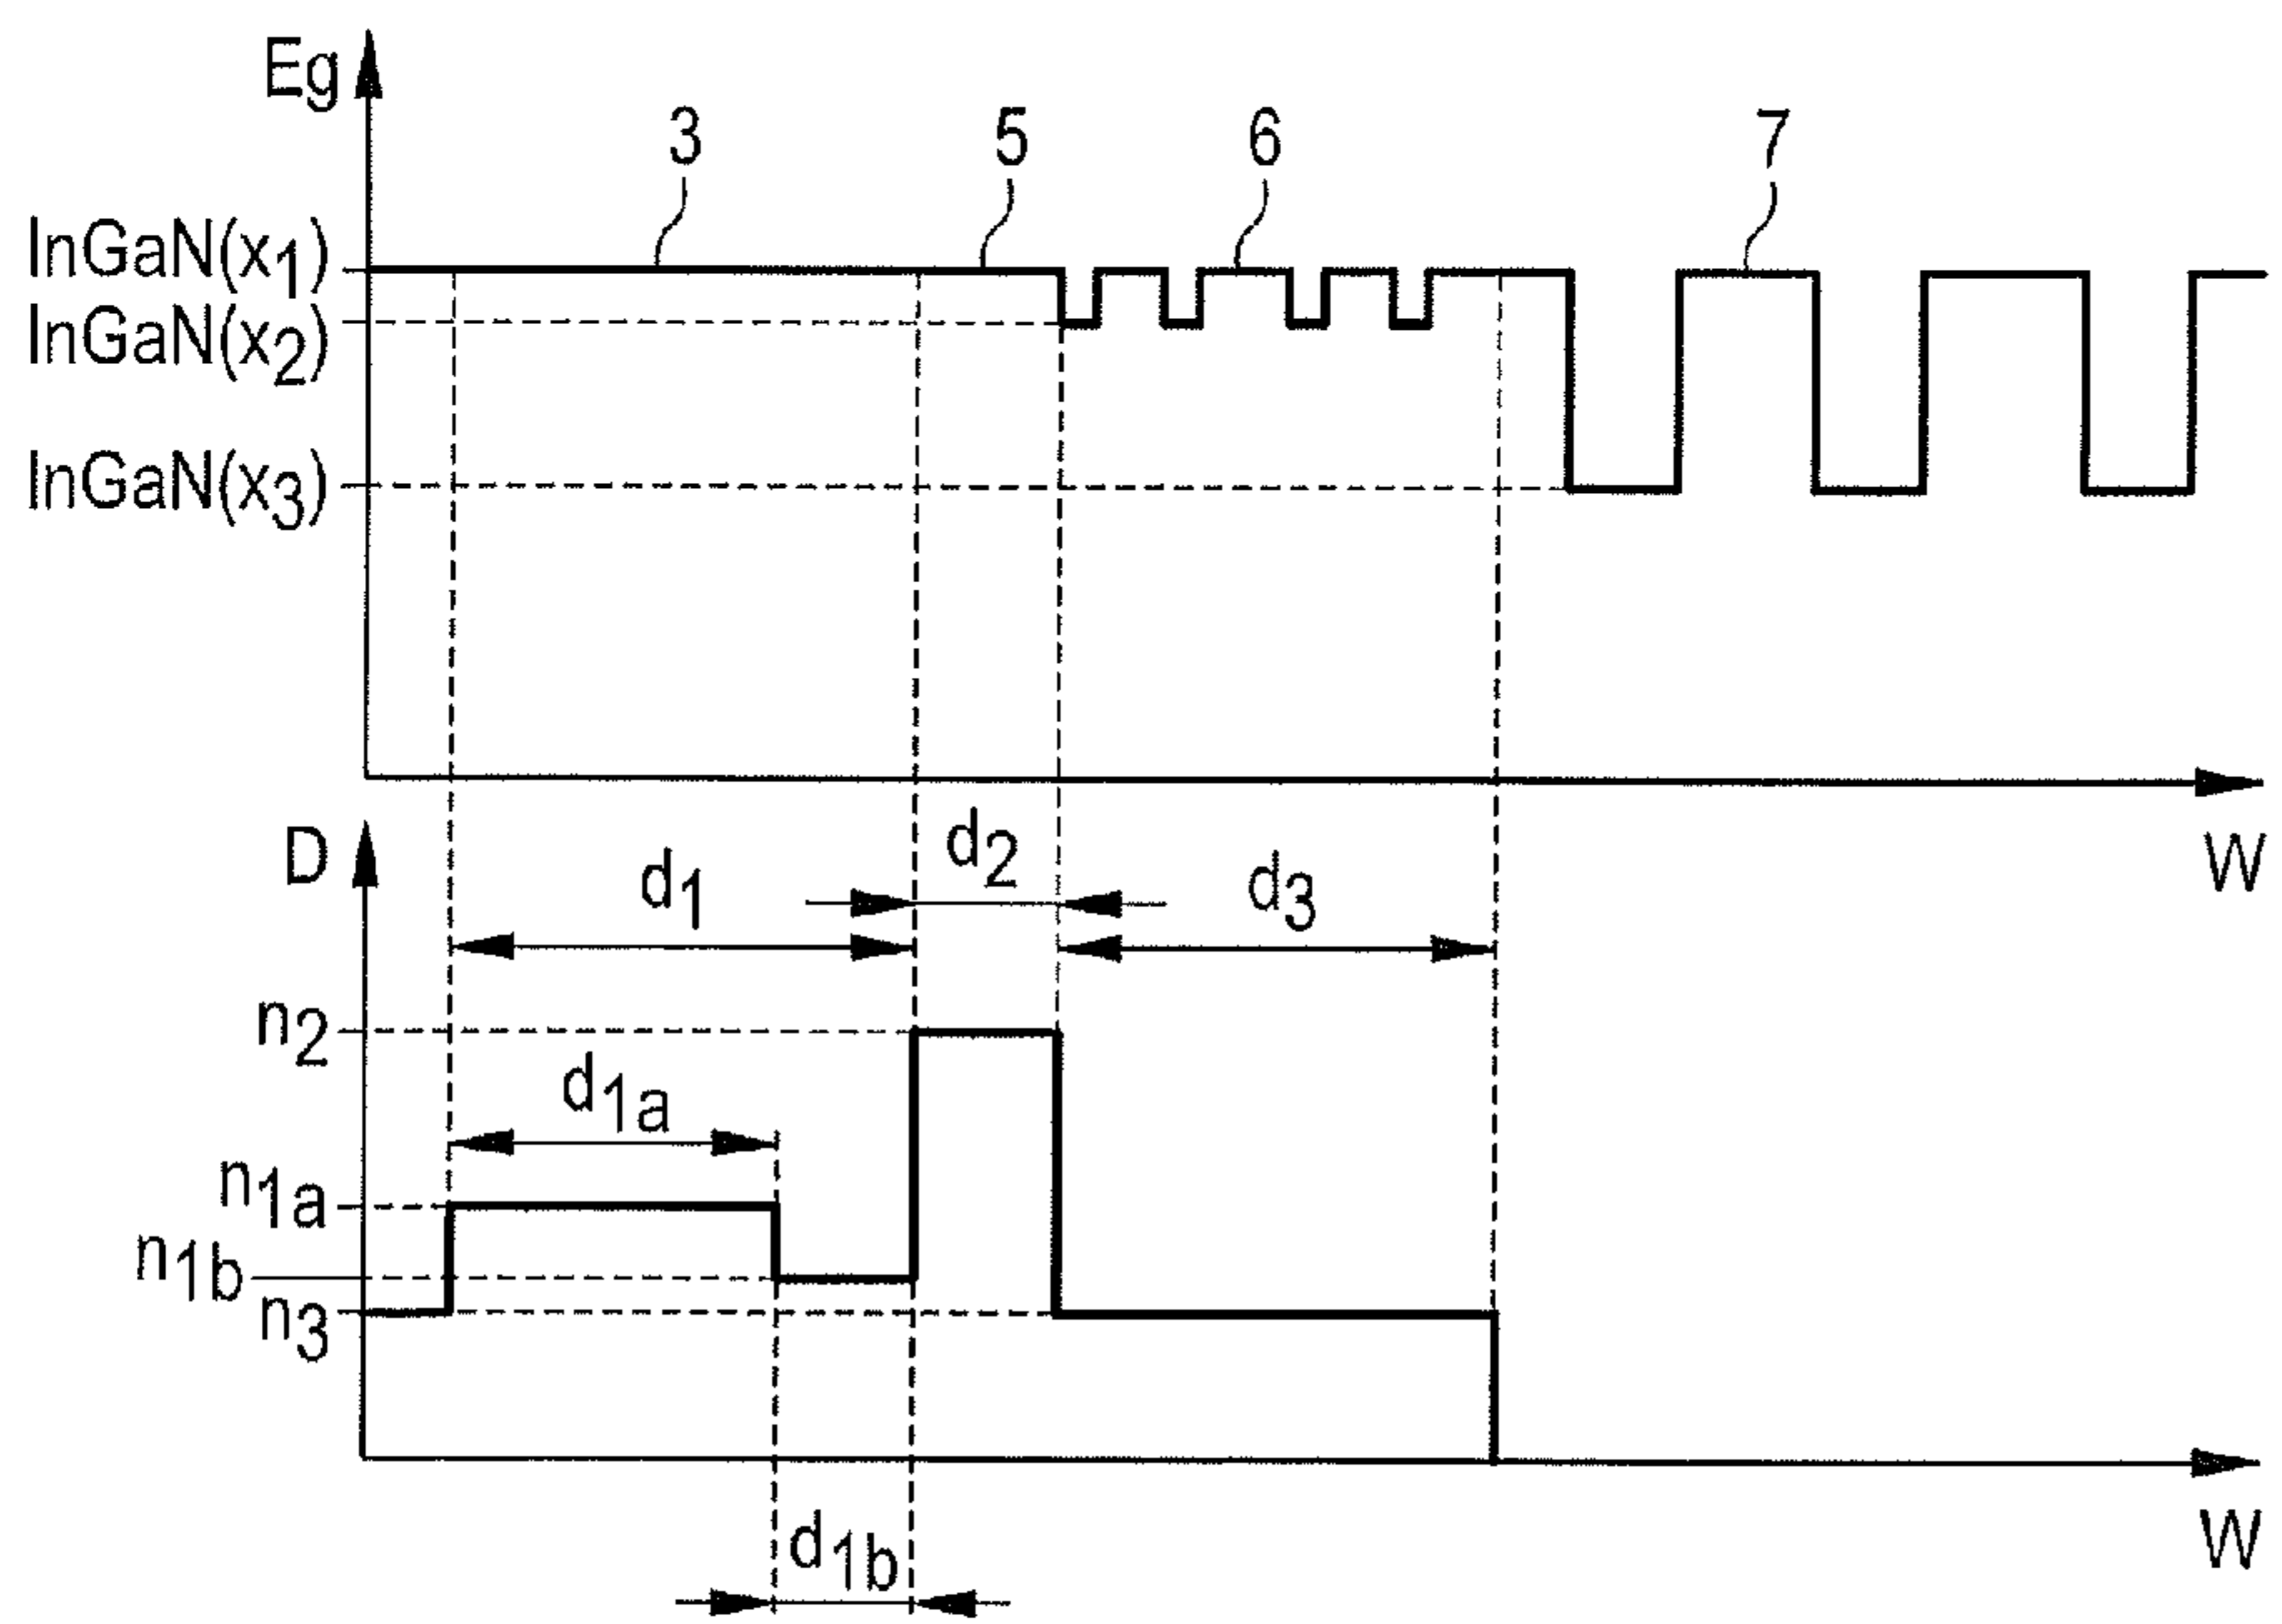 Eg
3
5
6
7
InGaN(x1)
InGaN(x2)
InGaN(x3)
W
D
d1
d2
d3
n2
d1a
n1a
n1b
n3
d1b
W